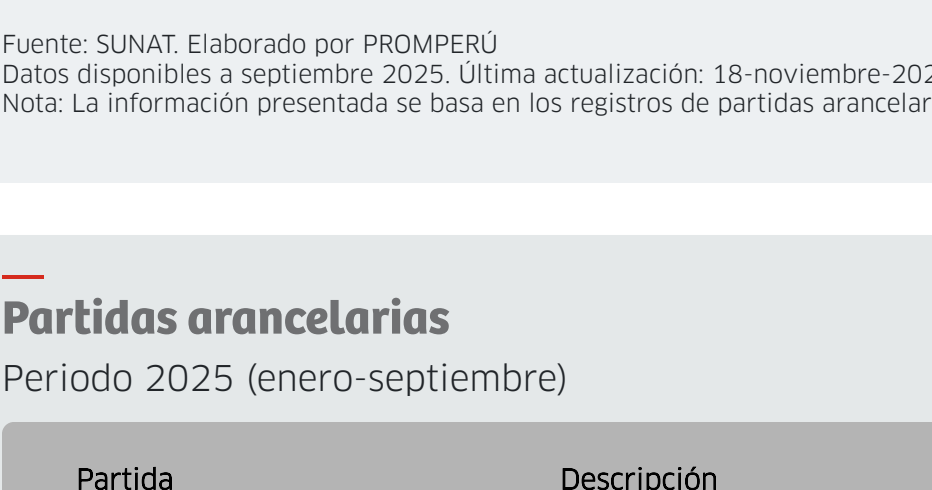 Fuente: SUNAT. Elaborado por PROMPERÚ
Datos disponibles a septiembre 2025. Última actualización: 18-noviembre-202
Nota: La información presentada se basa en los registros de partidas arancelar
Partidas arancelarias
Periodo 2025 (enero-septiembre)
Partida
Descripción